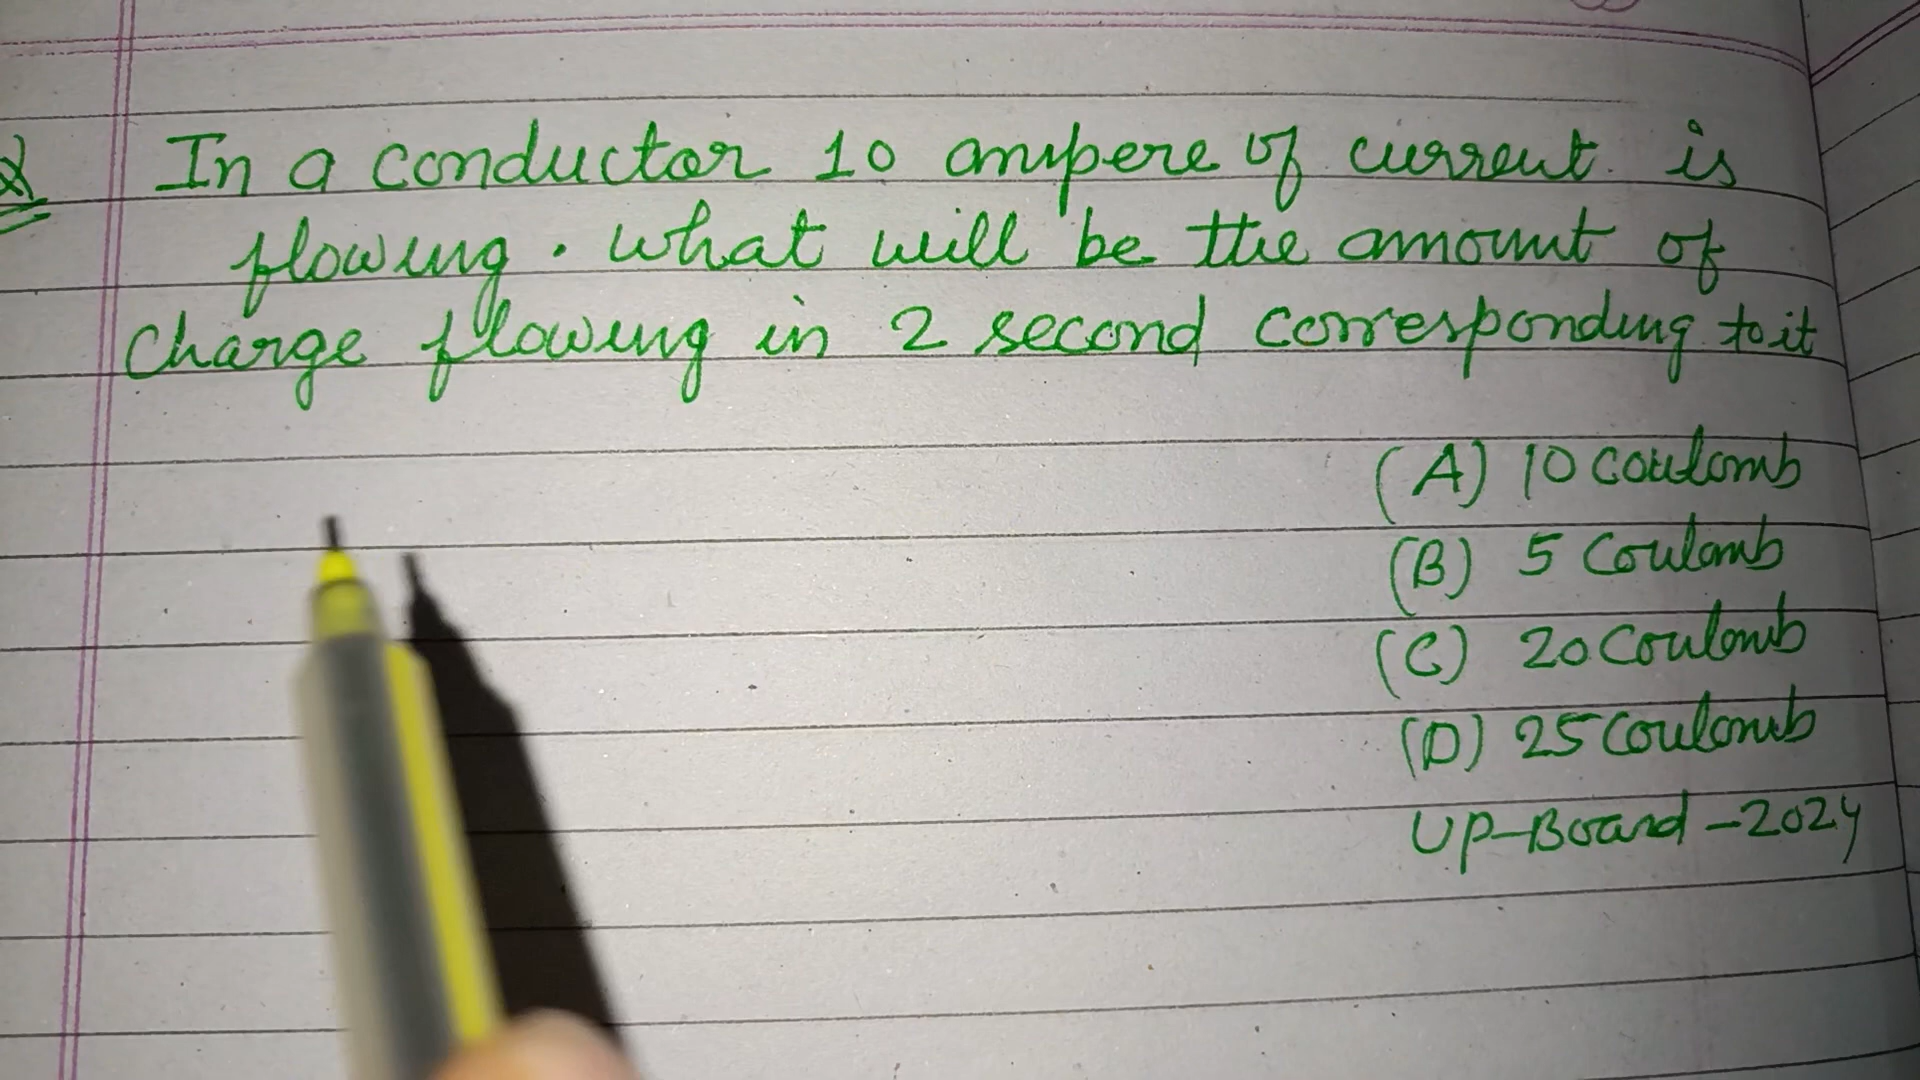 Q In a conductor 10 ampere of current is
flowing. What will be the amount of
Charge flowing in 2 second corresponding to it
(A) 10 coulomb
(B) 5 Coulomb
(C) 20 Coulomb
(D) 25 Coulomb
UP-Board-2024